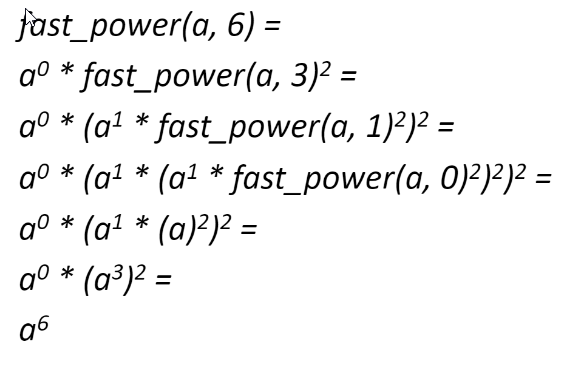 fast_power(a, 6) =
a⁰ * fast_power(a, 3)² =
a⁰ * (a¹ * fast_power(a, 1)²)² =
a⁰ * (a¹ * (a¹ * fast_power(a, 0)²)²)² =
a⁰ * (a¹ * (a)²)² =
a⁰ * (a³)² =
a⁶